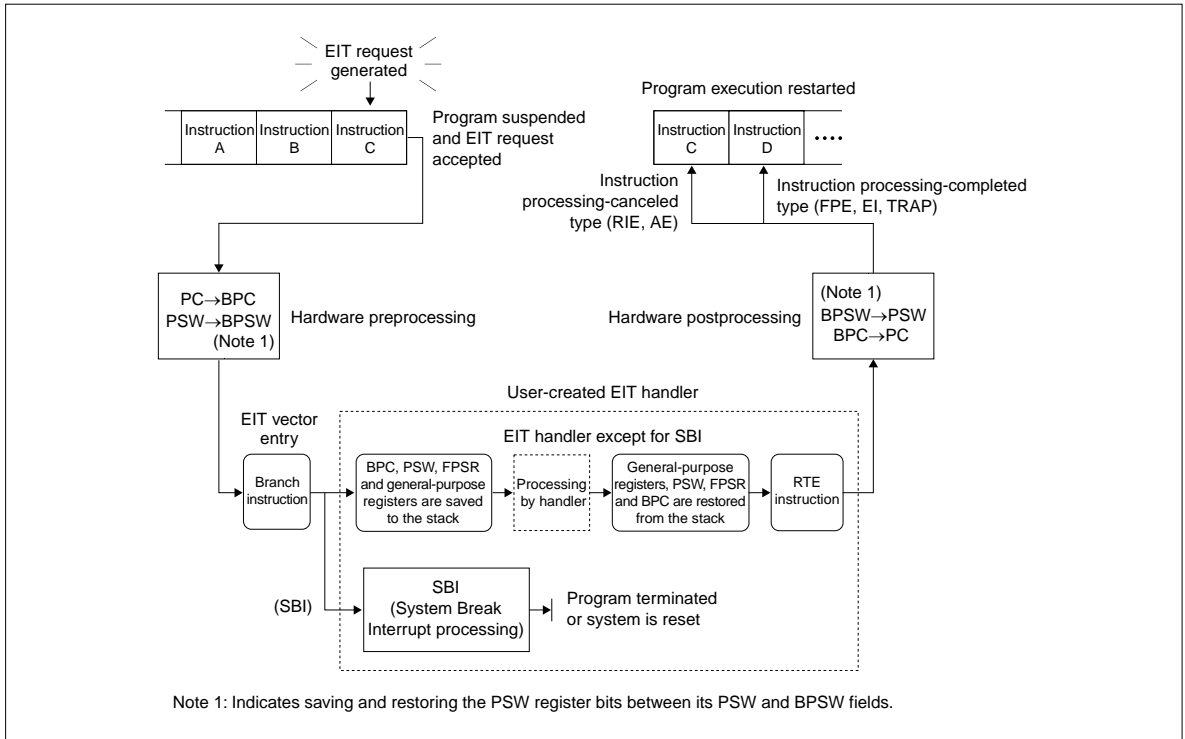 EIT request
generated
Program execution restarted
Instruction
A
Instruction
B
Instruction
C
Program suspended
and EIT request
accepted
Instruction
C
Instruction
D
....
Instruction
processing-canceled
type (RIE, AE)
Instruction processing-completed
type (FPE, EI, TRAP)
PC→BPC
PSW→BPSW
(Note 1)
Hardware preprocessing
Hardware postprocessing
(Note 1)
BPSW→PSW
BPC→PC
User-created EIT handler
EIT vector
entry
EIT handler except for SBI
Branch
instruction
BPC, PSW, FPSR
and general-purpose
registers are saved
to the stack
Processing
by handler
General-purpose
registers, PSW, FPSR
and BPC are restored
from the stack
RTE
instruction
(SBI)
SBI
(System Break
Interrupt processing)
Program terminated
or system is reset
Note 1: Indicates saving and restoring the PSW register bits between its PSW and BPSW fields.